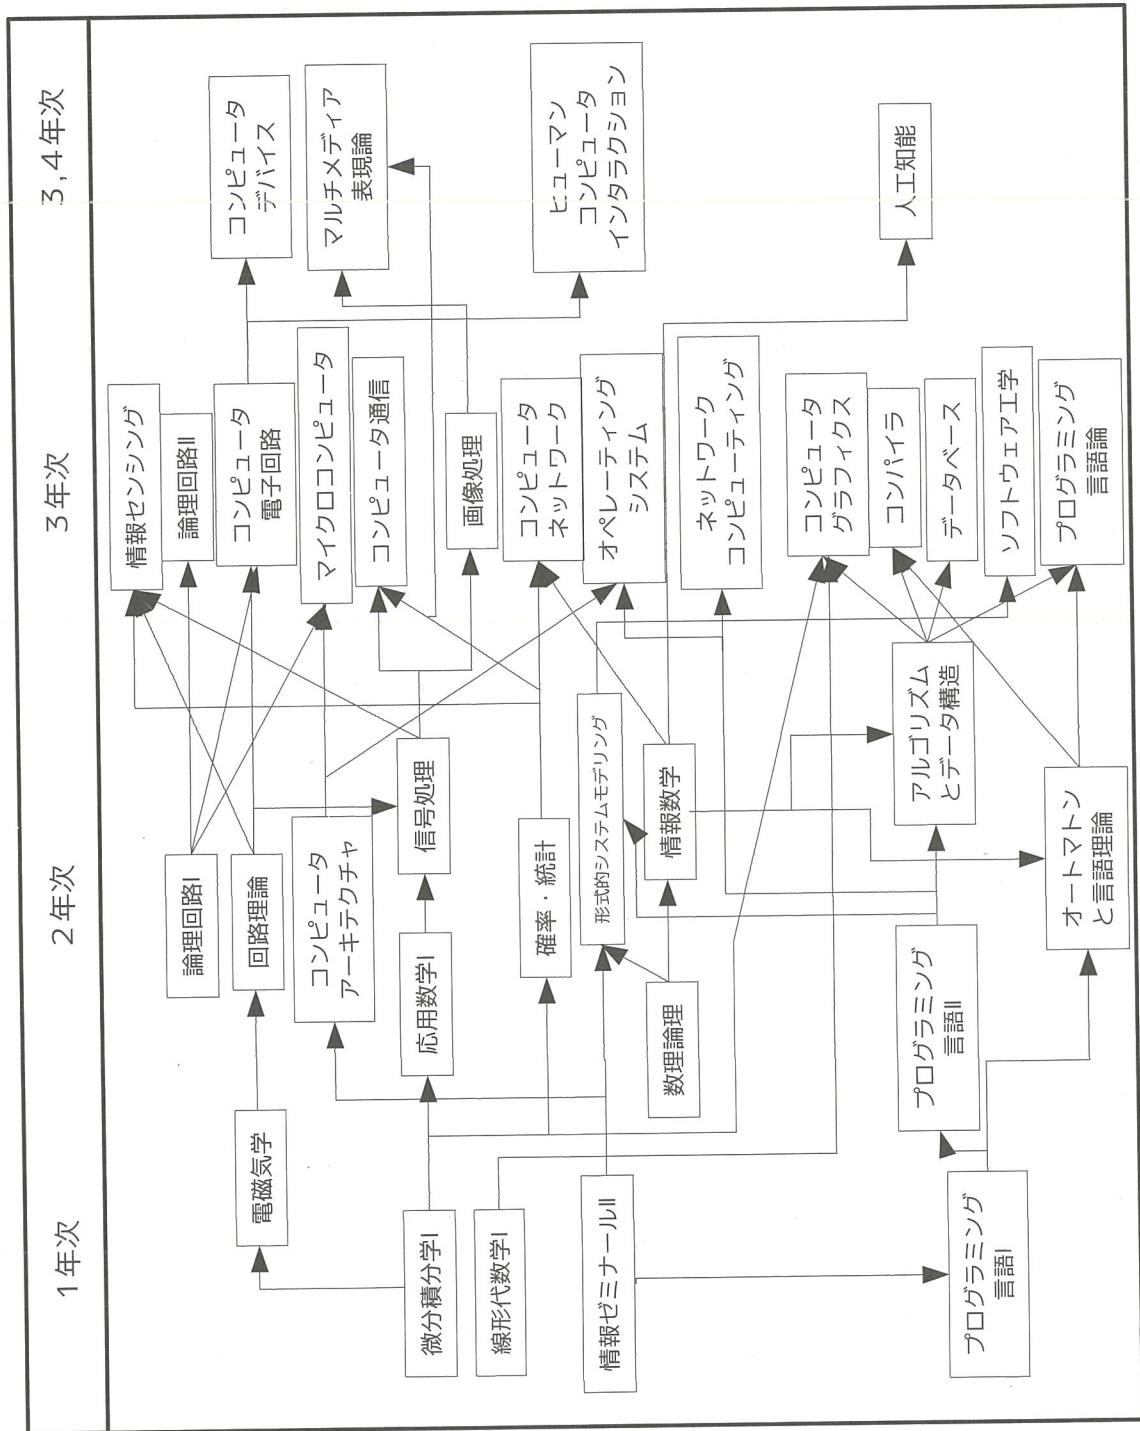 1年次
2年次
3年次
3,4年次
電磁気学
微分積分学I
線形代数学I
情報ゼミナールII
プログラミング
言語I
論理回路I
回路理論
コンピュータ
アーキテクチャ
応用数学I
信号処理
確率・統計
形式的システムモデリング
数理論理
情報数学
プログラミング
言語II
アルゴリズム
とデータ構造
オートマトン
と言語理論
情報センシング
論理回路II
コンピュータ
電子回路
マイクロコンピュータ
コンピュータ通信
画像処理
コンピュータ
ネットワーク
オペレーティング
システム
ネットワーク
コンピューティング
コンピュータ
グラフィクス
コンパイラ
データベース
ソフトウェア工学
プログラミング
言語論
コンピュータ
デバイス
マルチメディア
表現論
ヒューマン
コンピュータ
インタラクション
人工知能